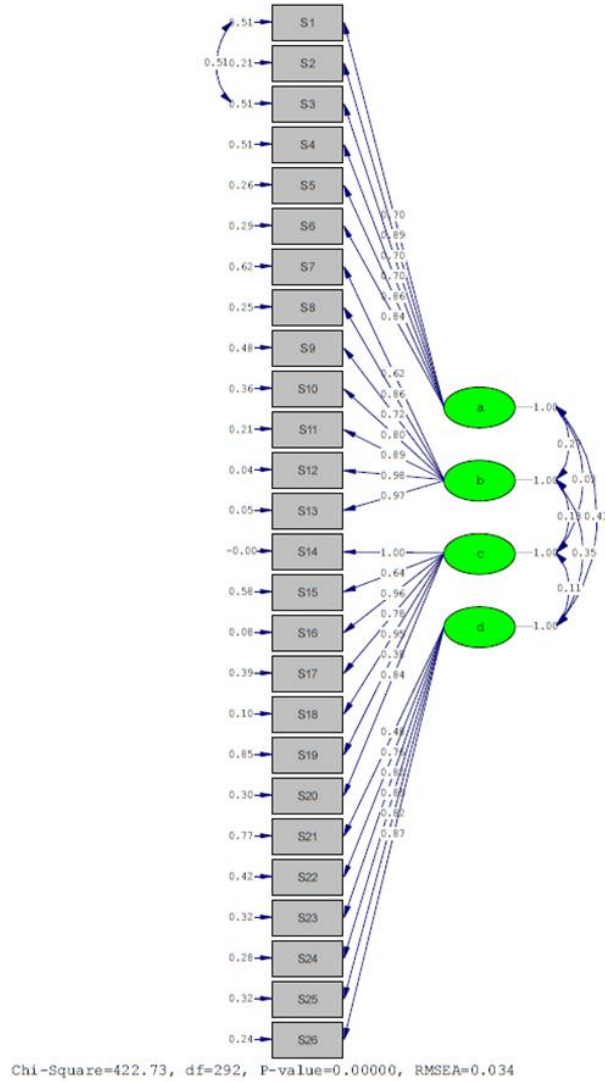 0.51 S1
0.51 0.21 S2
0.51 S3
0.51 S4
0.26 S5
0.29 S6
0.62 S7
0.25 S8
0.48 S9
0.36 S10
0.21 S11
0.04 S12
0.05 S13
-0.00 S14
0.58 S15
0.08 S16
0.39 S17
0.10 S18
0.85 S19
0.30 S20
0.77 S21
0.42 S22
0.32 S23
0.28 S24
0.32 S25
0.24 S26
0.70
0.89
0.70
0.70
0.86
0.84
0.62
0.86
0.72
0.80
0.89
0.98
0.97
1.00
0.64
0.96
0.78
0.95
0.84
0.82
0.87
a 1.00
b 1.00
c 1.00
d 1.00
0.35
0.11
Chi-Square=422.73, df=292, P-value=0.00000, RMSEA=0.034